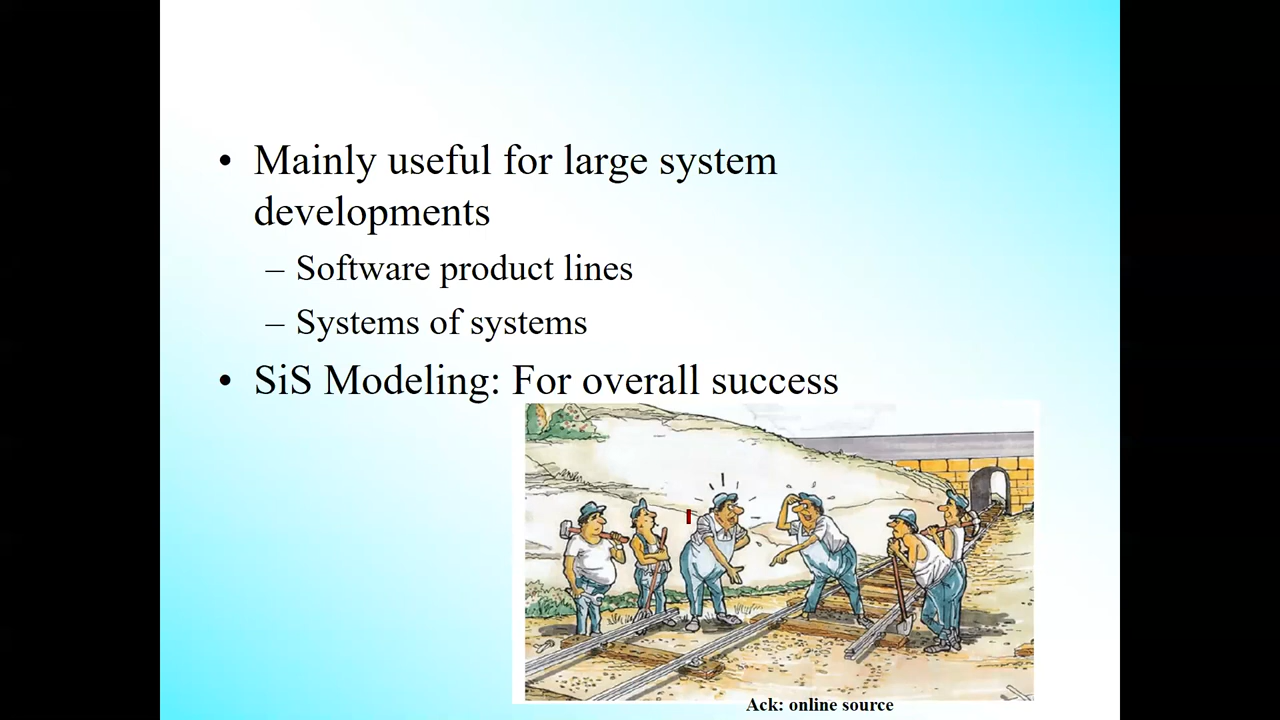 • Mainly useful for large system
developments
– Software product lines
– Systems of systems
• SiS Modeling: For overall success
Ack: online source